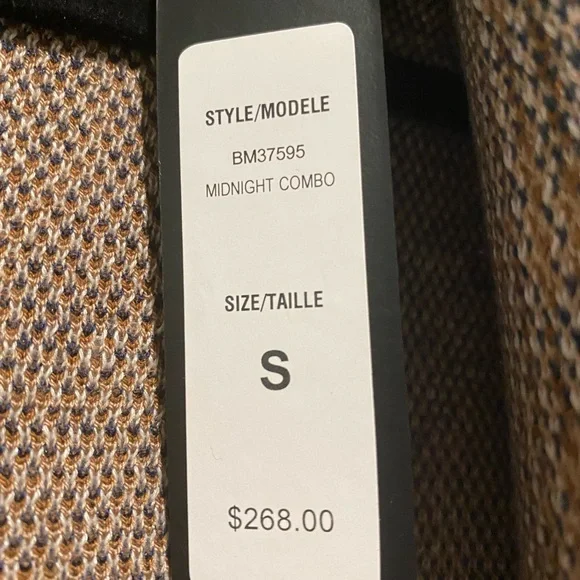 STYLE/MODELE
BM37595
MIDNIGHT COMBO
SIZE/TAILLE
S
$268.00